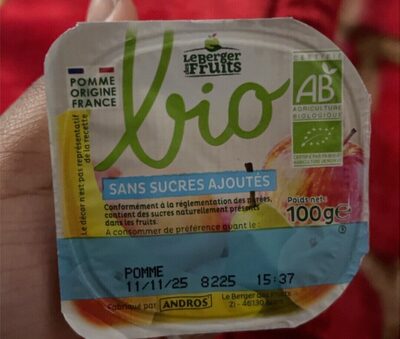 Le Berger
des Fruits
POMME
ORIGINE
FRANCE
bio
CERTIFIÉ
AB
AGRICULTURE
BIOLOGIQUE
Le décor n'est pas représentatif
de la recette
SANS SUCRES AJOUTÉS
Conformément à la réglementation des purées,
contient des sucres naturellement présents
dans les fruits.
À consommer de préférence avant le :
Poids net:
100g℮
POMME
11/11/25 8225 15:37
Fabriqué par ANDROS
Le Berger des Fruits
ZI - 46130